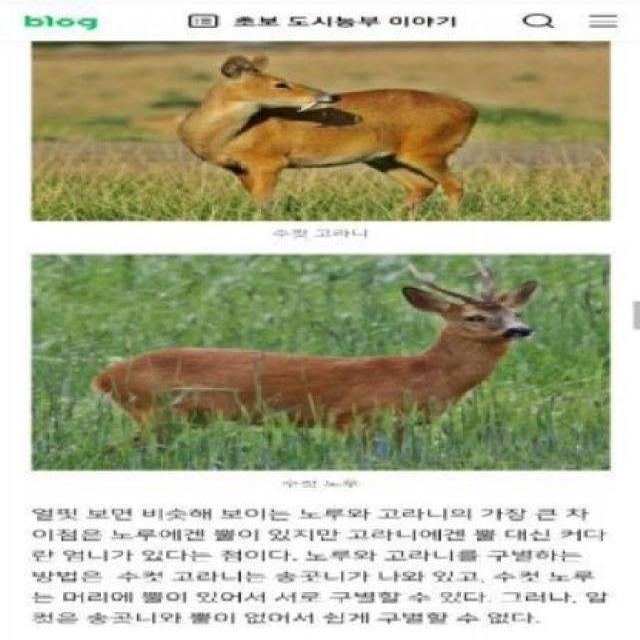 blog 초보 도시농부 이야기
수컷 고라니
수컷 노루
얼핏 보면 비슷해 보이는 노루와 고라니의 가장 큰 차
이점은 노루에겐 뿔이 있지만 고라니에겐 뿔 대신 커다
란 엄니가 있다는 점이다. 노루와 고라니를 구별하는
방법은 수컷 고라니는 송곳니가 나와 있고, 수컷 노루
는 머리에 뿔이 있어서 서로 구별할 수 있다. 그러나, 암
컷은 송곳니와 뿔이 없어서 쉽게 구별할 수 없다.